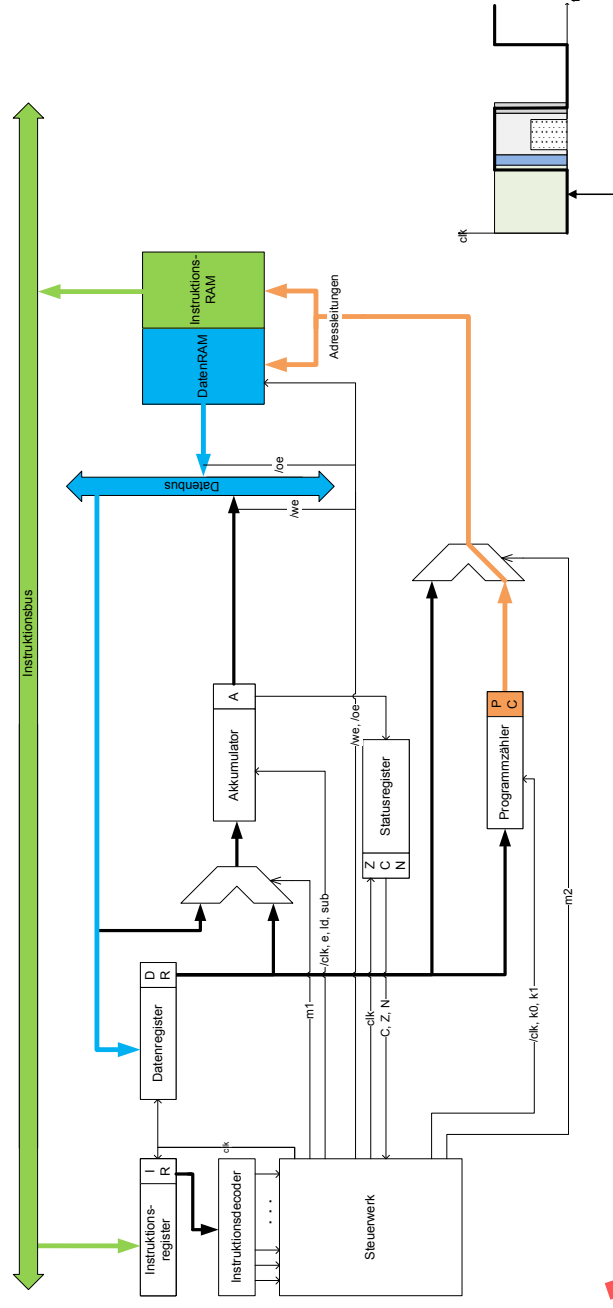 Instruktionsbus
Instruktions-
register
I
R
Datenregister
D
R
Instruktionsdecoder
. . .
clk
Steuerwerk
m1
/clk, e, ld, sub
/we, /oe
clk
C, Z, N
/clk, k0, k1
m2
Akkumulator
A
Statusregister
Z
C
N
Programmzähler
P
C
Datenbus
/we
/oe
DatenRAM
Instruktions-
RAM
Adressleitungen
clk